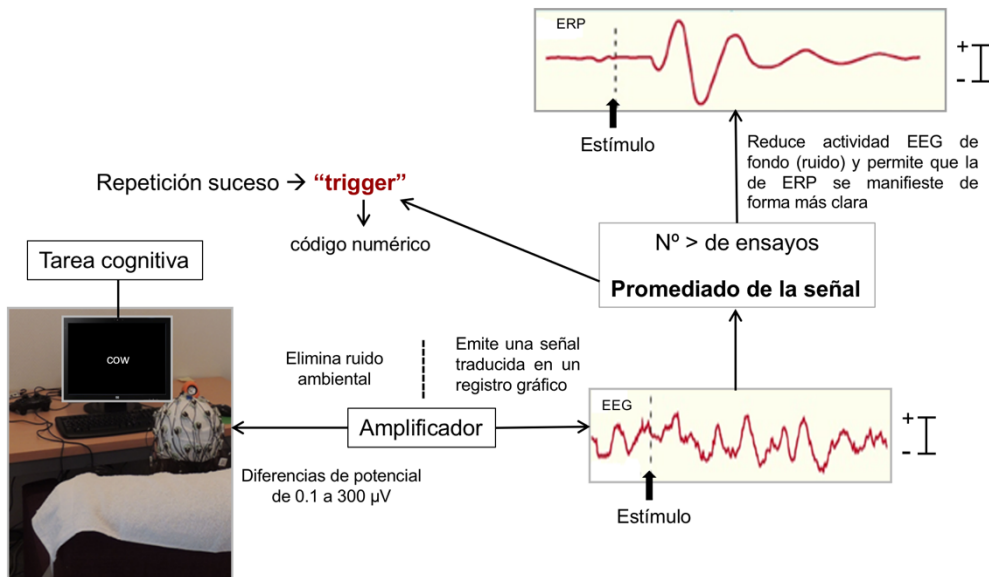 ERP
+
-
Estímulo
Reduce actividad EEG de
fondo (ruido) y permite que la
de ERP se manifieste de
forma más clara
Repetición suceso → “trigger”
código numérico
Nº > de ensayos
Promediado de la señal
Tarea cognitiva
cow
Elimina ruido
ambiental
Emite una señal
traducida en un
registro gráfico
Amplificador
Diferencias de potencial
de 0.1 a 300 µV
EEG
+
-
Estímulo